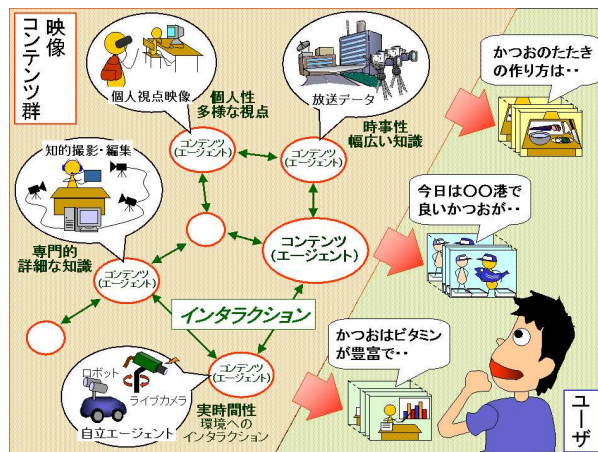 映像
コンテンツ群
個人視点映像
個人性
多様な視点
放送データ
時事性
幅広い知識
かつおのたたき
の作り方は・・
コンテンツ
(エージェント)
コンテンツ
(エージェント)
知的撮影・編集
専門的
詳細な知識
コンテンツ
(エージェント)
コンテンツ
(エージェント)
今日は〇〇港で
良いかつおが・・
インタラクション
コンテンツ
(エージェント)
ロボット
ライブカメラ
自立エージェント
実時間性
環境への
インタラクション
かつおはビタミン
が豊富で・・
ユーザ